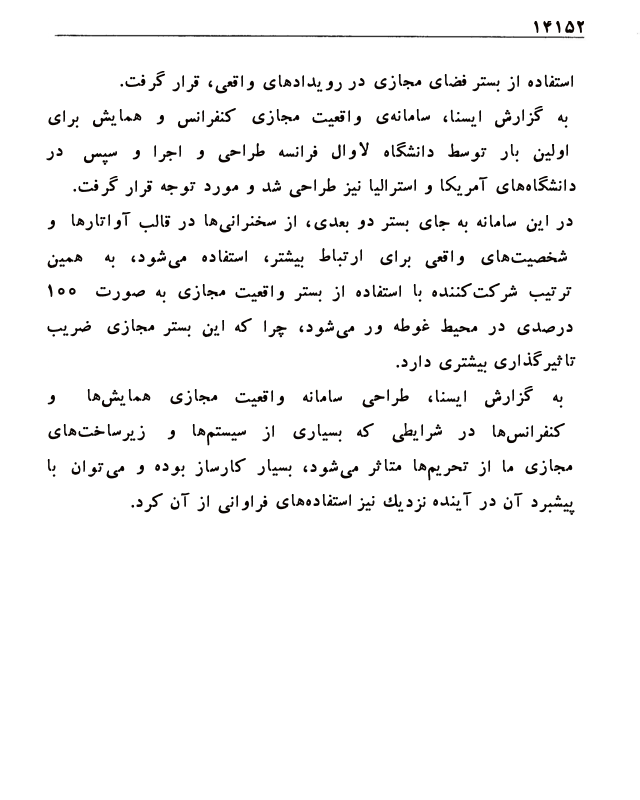 ۱۴۱۵۲
استفاده از بستر فضای مجازی در رویدادهای واقعی، قرار گرفت.
به گزارش ایسنا، سامانه‌ی واقعیت مجازی کنفرانس و همایش برای
اولین بار توسط دانشگاه لاوال فرانسه طراحی و اجرا و سپس در
دانشگاه‌های آمریکا و استرالیا نیز طراحی شد و مورد توجه قرار گرفت.
در این سامانه به جای بستر دو بعدی، از سخنرانی‌ها در قالب آواتارها و
شخصیت‌های واقعی برای ارتباط بیشتر، استفاده می‌شود، به همین
ترتیب شرکت‌کننده با استفاده از بستر واقعیت مجازی به صورت ۱۰۰
درصدی در محیط غوطه ور می‌شود، چرا که این بستر مجازی ضریب
تاثیرگذاری بیشتری دارد.
به گزارش ایسنا، طراحی سامانه واقعیت مجازی همایش‌ها و
کنفرانس‌ها در شرایطی که بسیاری از سیستم‌ها و زیرساخت‌های
مجازی ما از تحریم‌ها متاثر می‌شود، بسیار کارساز بوده و می‌توان با
پیشبرد آن در آینده نزدیك نیز استفاده‌های فراوانی از آن کرد.